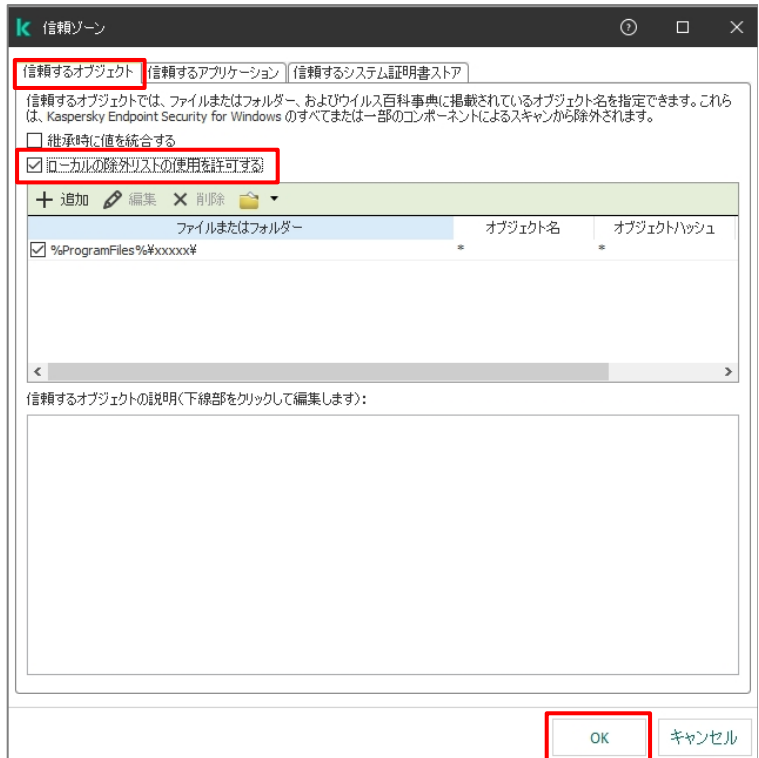 信頼ゾーン
信頼するオブジェクト 信頼するアプリケーション 信頼するシステム証明書ストア
信頼するオブジェクトでは、ファイルまたはフォルダー、およびウイルス百科事典に掲載されているオブジェクト名を指定できます。これら
は、Kaspersky Endpoint Security for Windows のすべてまたは一部のコンポーネントによるスキャンから除外されます。
継承時に値を統合する
ローカルの除外リストの使用を許可する
追加 編集 削除
ファイルまたはフォルダー オブジェクト名 オブジェクトハッシュ
%ProgramFiles%¥xxxxx¥ * *
信頼するオブジェクトの説明(下線部をクリックして編集します):
OK キャンセル